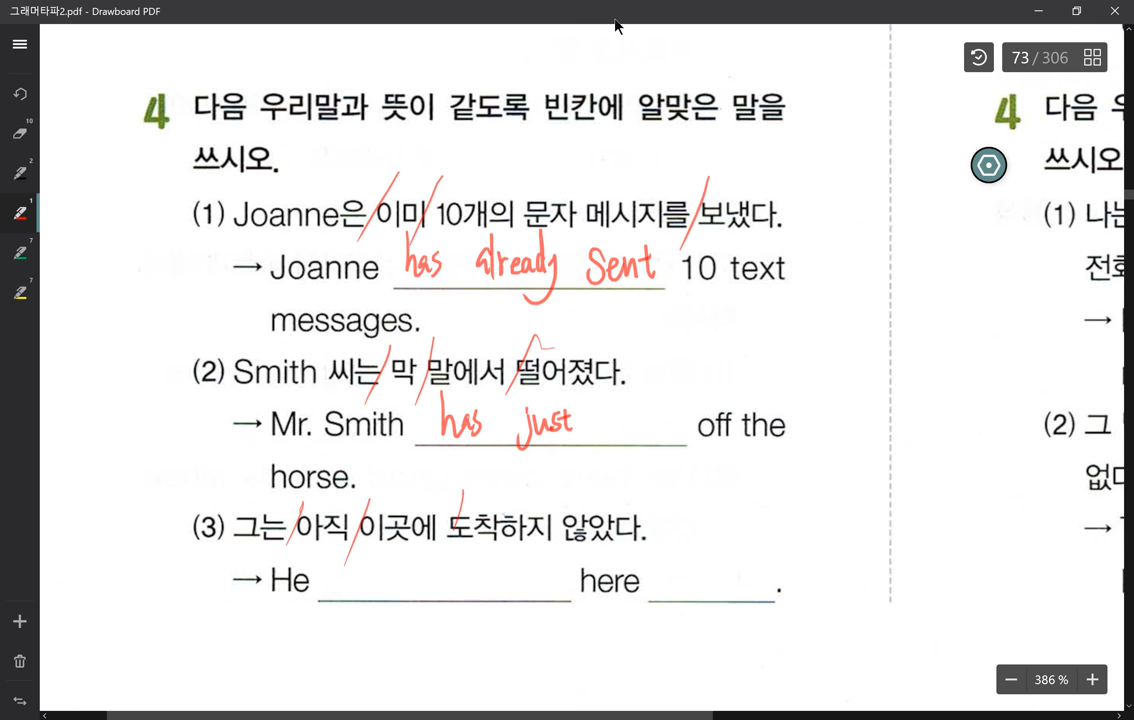 그래머타파2.pdf - Drawboard PDF
73 / 306
10
2
1
7
7
4 다음 우리말과 뜻이 같도록 빈칸에 알맞은 말을
쓰시오.
(1) Joanne은 이미 10개의 문자 메시지를 보냈다.
→ Joanne has already sent 10 text
messages.
(2) Smith 씨는 막 말에서 떨어졌다.
→ Mr. Smith has just off the
horse.
(3) 그는 아직 이곳에 도착하지 않았다.
→ He here .
4 다음 우
쓰시오
(1) 나는
전화
→
(2) 그
없다
→
386 %